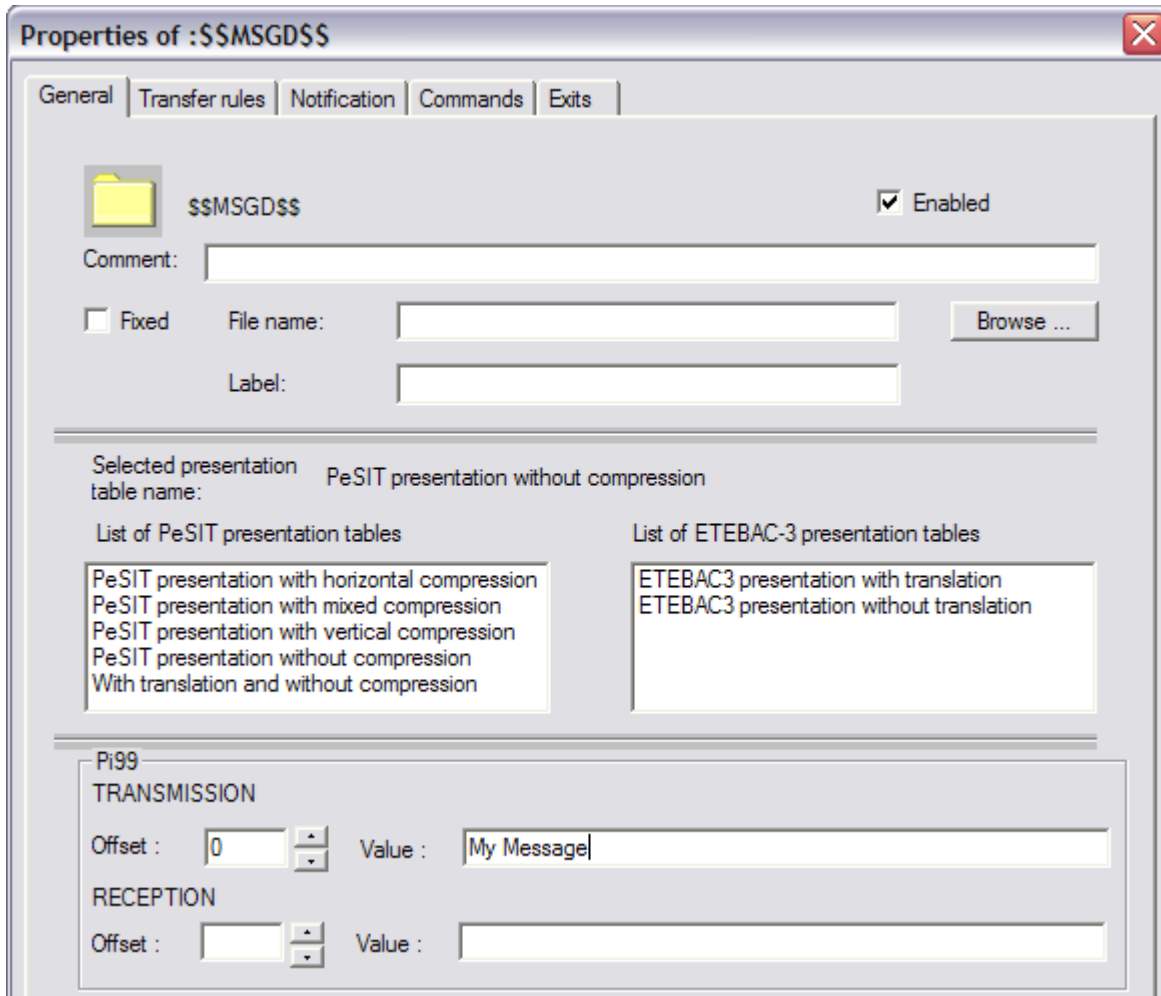 Properties of :$$MSGD$$
General Transfer rules Notification Commands Exits
$$MSGD$$ Enabled
Comment:
Fixed File name: Browse ...
Label:
Selected presentation
table name:
PeSIT presentation without compression
List of PeSIT presentation tables
PeSIT presentation with horizontal compression
PeSIT presentation with mixed compression
PeSIT presentation with vertical compression
PeSIT presentation without compression
With translation and without compression
List of ETEBAC-3 presentation tables
ETEBAC3 presentation with translation
ETEBAC3 presentation without translation
Pi99
TRANSMISSION
Offset : 0 Value : My Message
RECEPTION
Offset : Value :